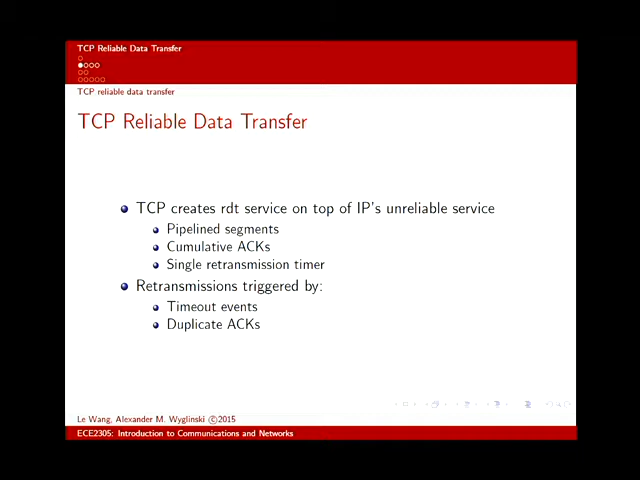 TCP Reliable Data Transfer
TCP reliable data transfer
TCP Reliable Data Transfer
TCP creates rdt service on top of IP's unreliable service
Pipelined segments
Cumulative ACKs
Single retransmission timer
Retransmissions triggered by:
Timeout events
Duplicate ACKs
Le Wang, Alexander M. Wyglinski ©2015
ECE2305: Introduction to Communications and Networks